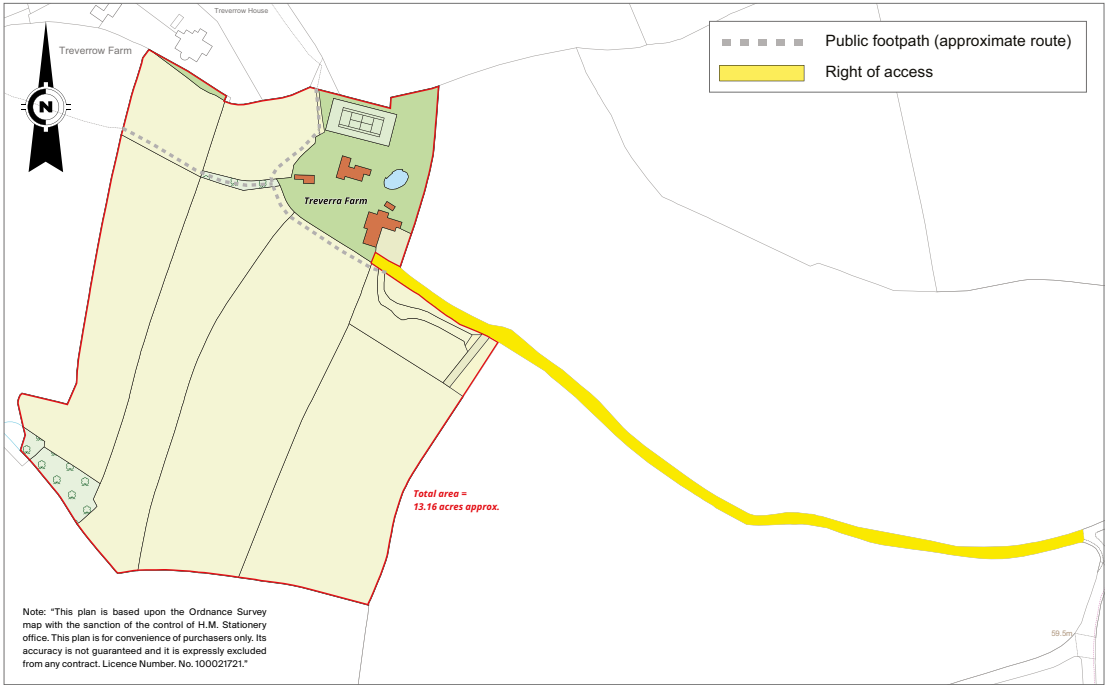 Treverrow House
Treverrow Farm
N
Public footpath (approximate route)
Right of access
Treverra Farm
Total area =
13.16 acres approx.
Note: “This plan is based upon the Ordnance Survey
map with the sanction of the control of H.M. Stationery
office. This plan is for convenience of purchasers only. Its
accuracy is not guaranteed and it is expressly excluded
from any contract. Licence Number. No. 100021721.”
59.5m